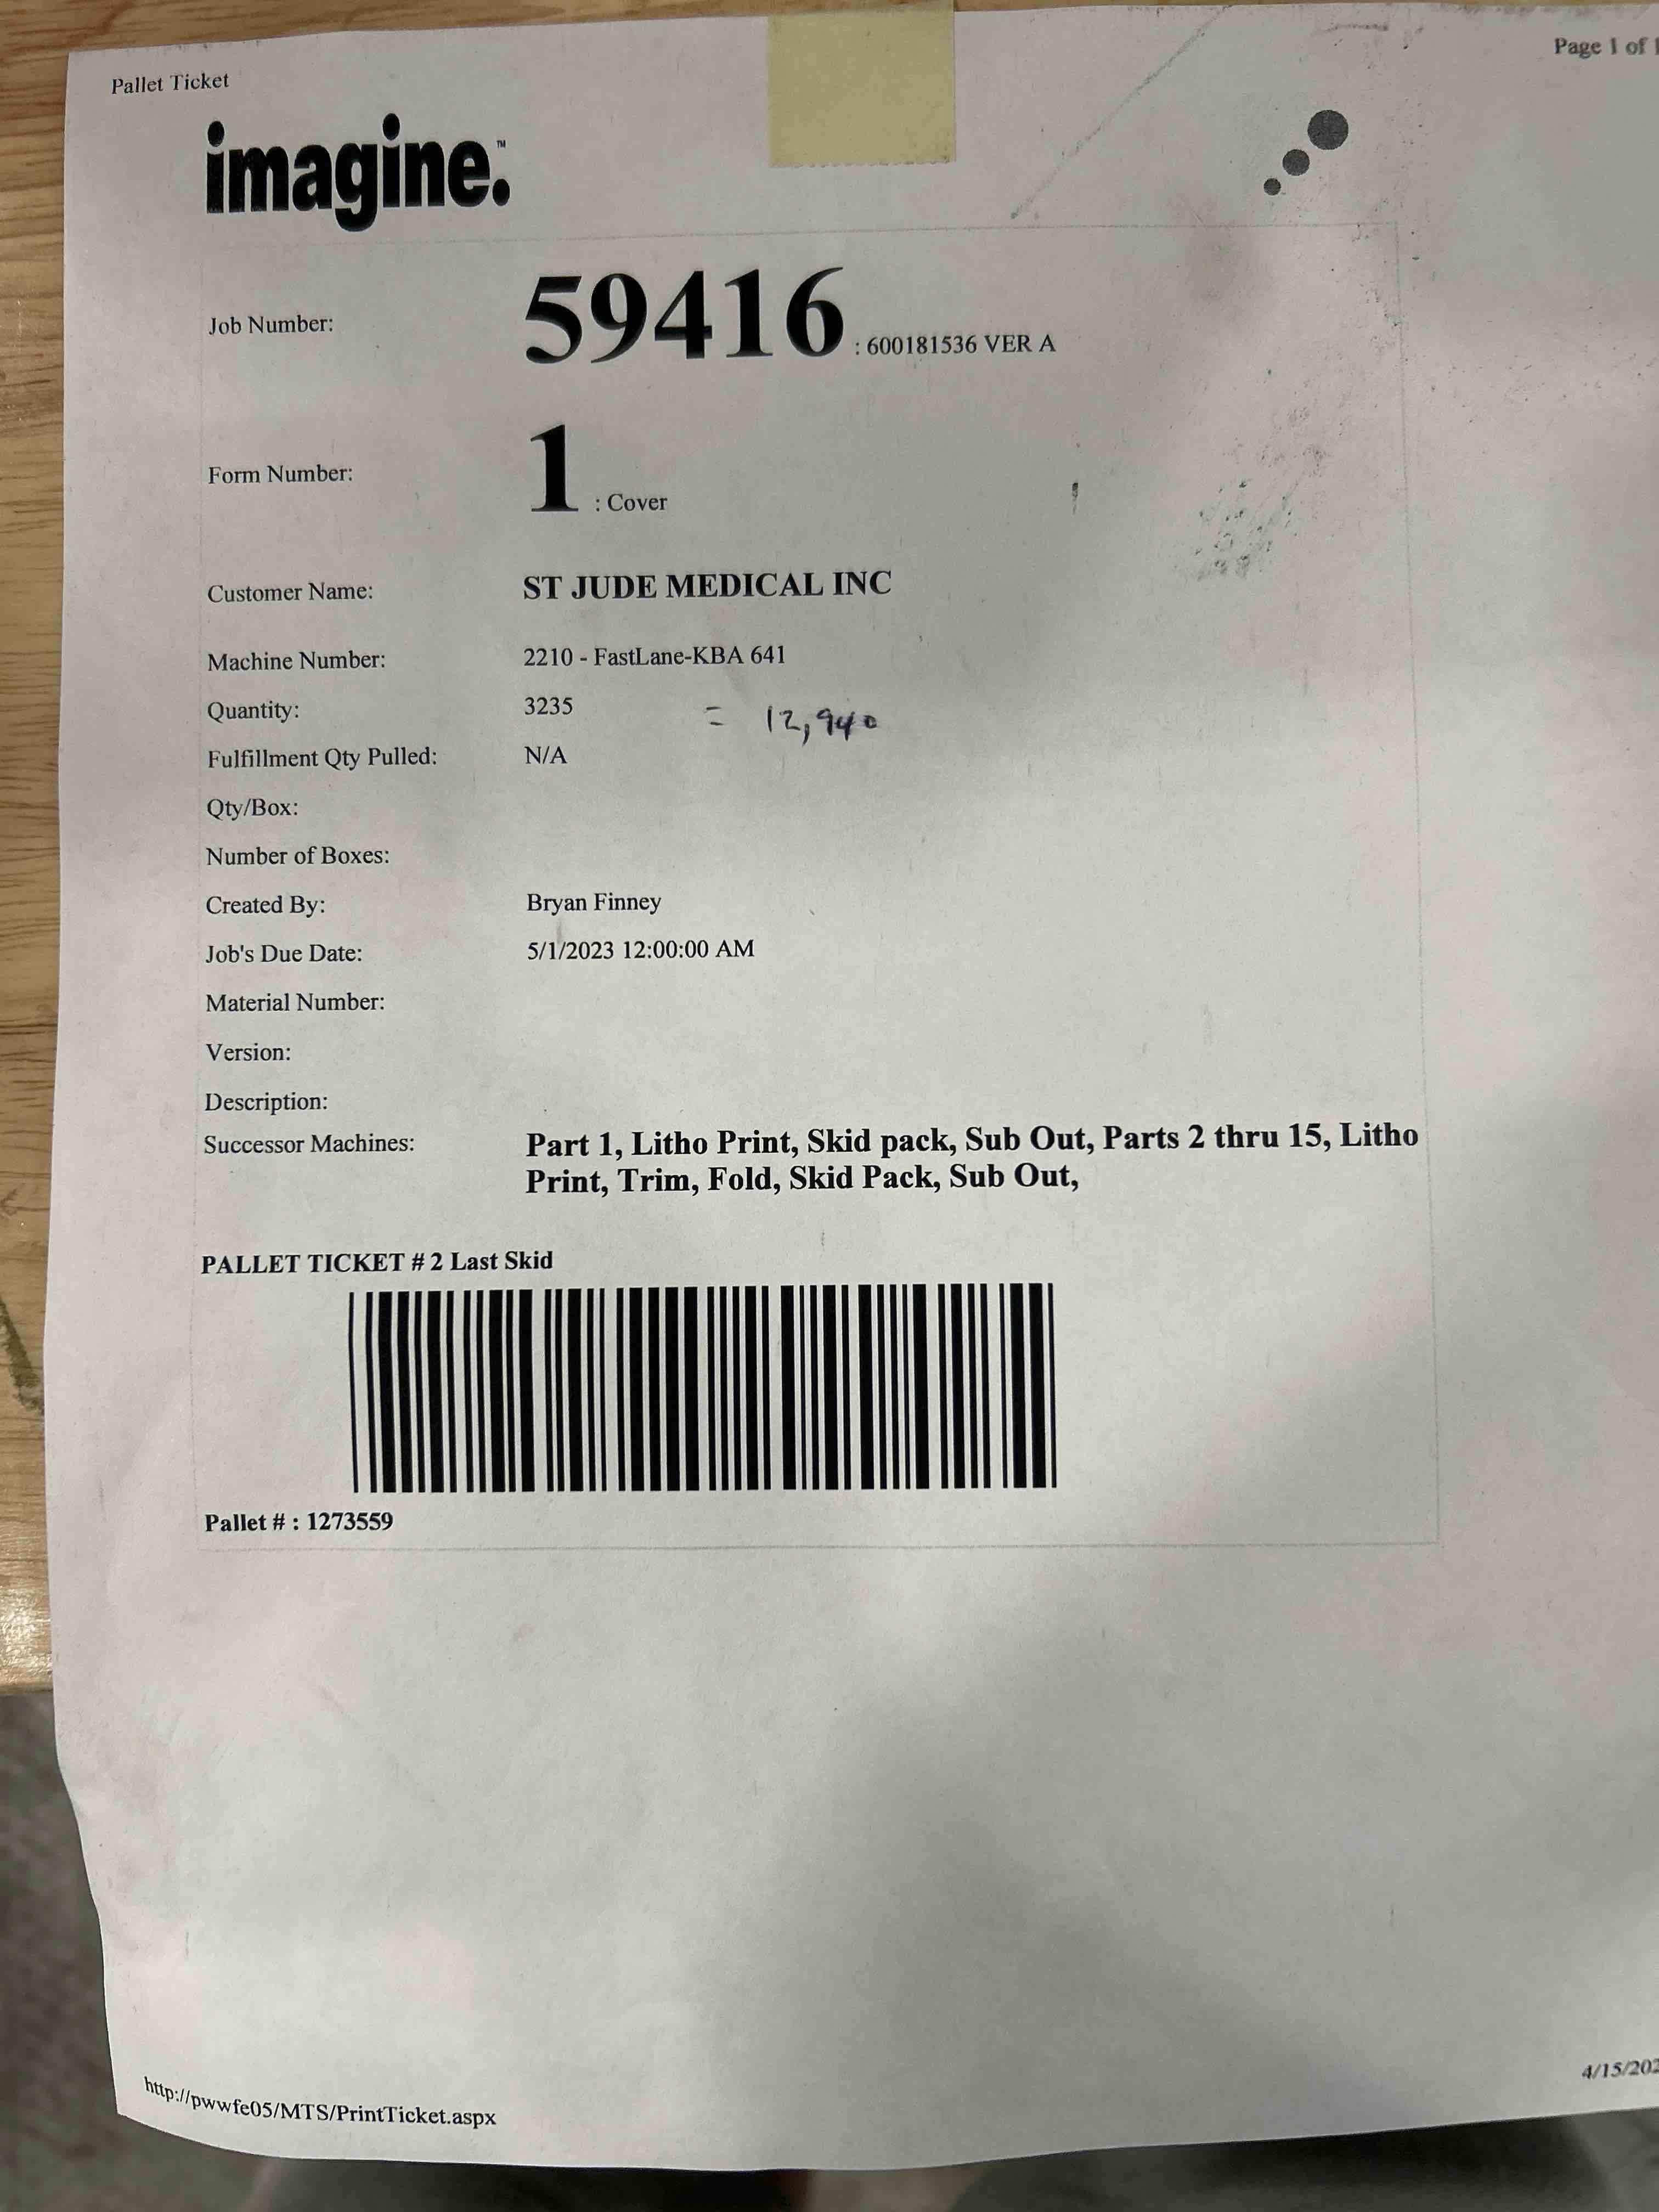 Pallet Ticket
Page 1 of 1
imagine.™
Job Number: 59416 : 600181536 VER A
Form Number: 1 : Cover
Customer Name: ST JUDE MEDICAL INC
Machine Number: 2210 - FastLane-KBA 641
Quantity: 3235 = 12,940
Fulfillment Qty Pulled: N/A
Qty/Box:
Number of Boxes:
Created By: Bryan Finney
Job's Due Date: 5/1/2023 12:00:00 AM
Material Number:
Version:
Description:
Successor Machines: Part 1, Litho Print, Skid pack, Sub Out, Parts 2 thru 15, Litho
Print, Trim, Fold, Skid Pack, Sub Out,
PALLET TICKET # 2 Last Skid
Pallet # : 1273559
http://pwwfe05/MTS/PrintTicket.aspx
4/15/202